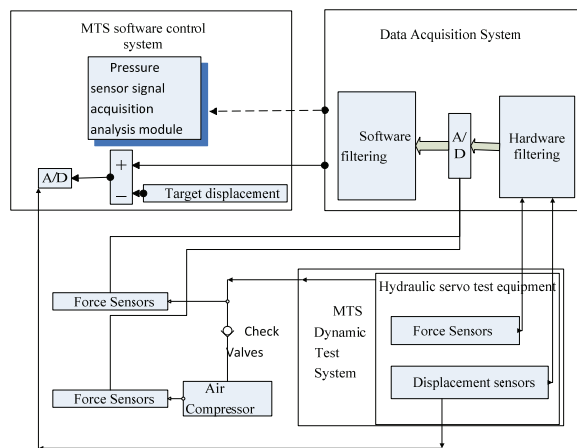 MTS software control
system
Pressure
sensor signal
acquisition
analysis module
+
−
A/D
Target displacement
Data Acquisition System
Software
filtering
A/
D
Hardware
filtering
Force Sensors
Check
Valves
Force Sensors
Air
Compressor
MTS
Dynamic
Test
System
Hydraulic servo test equipment
Force Sensors
Displacement sensors